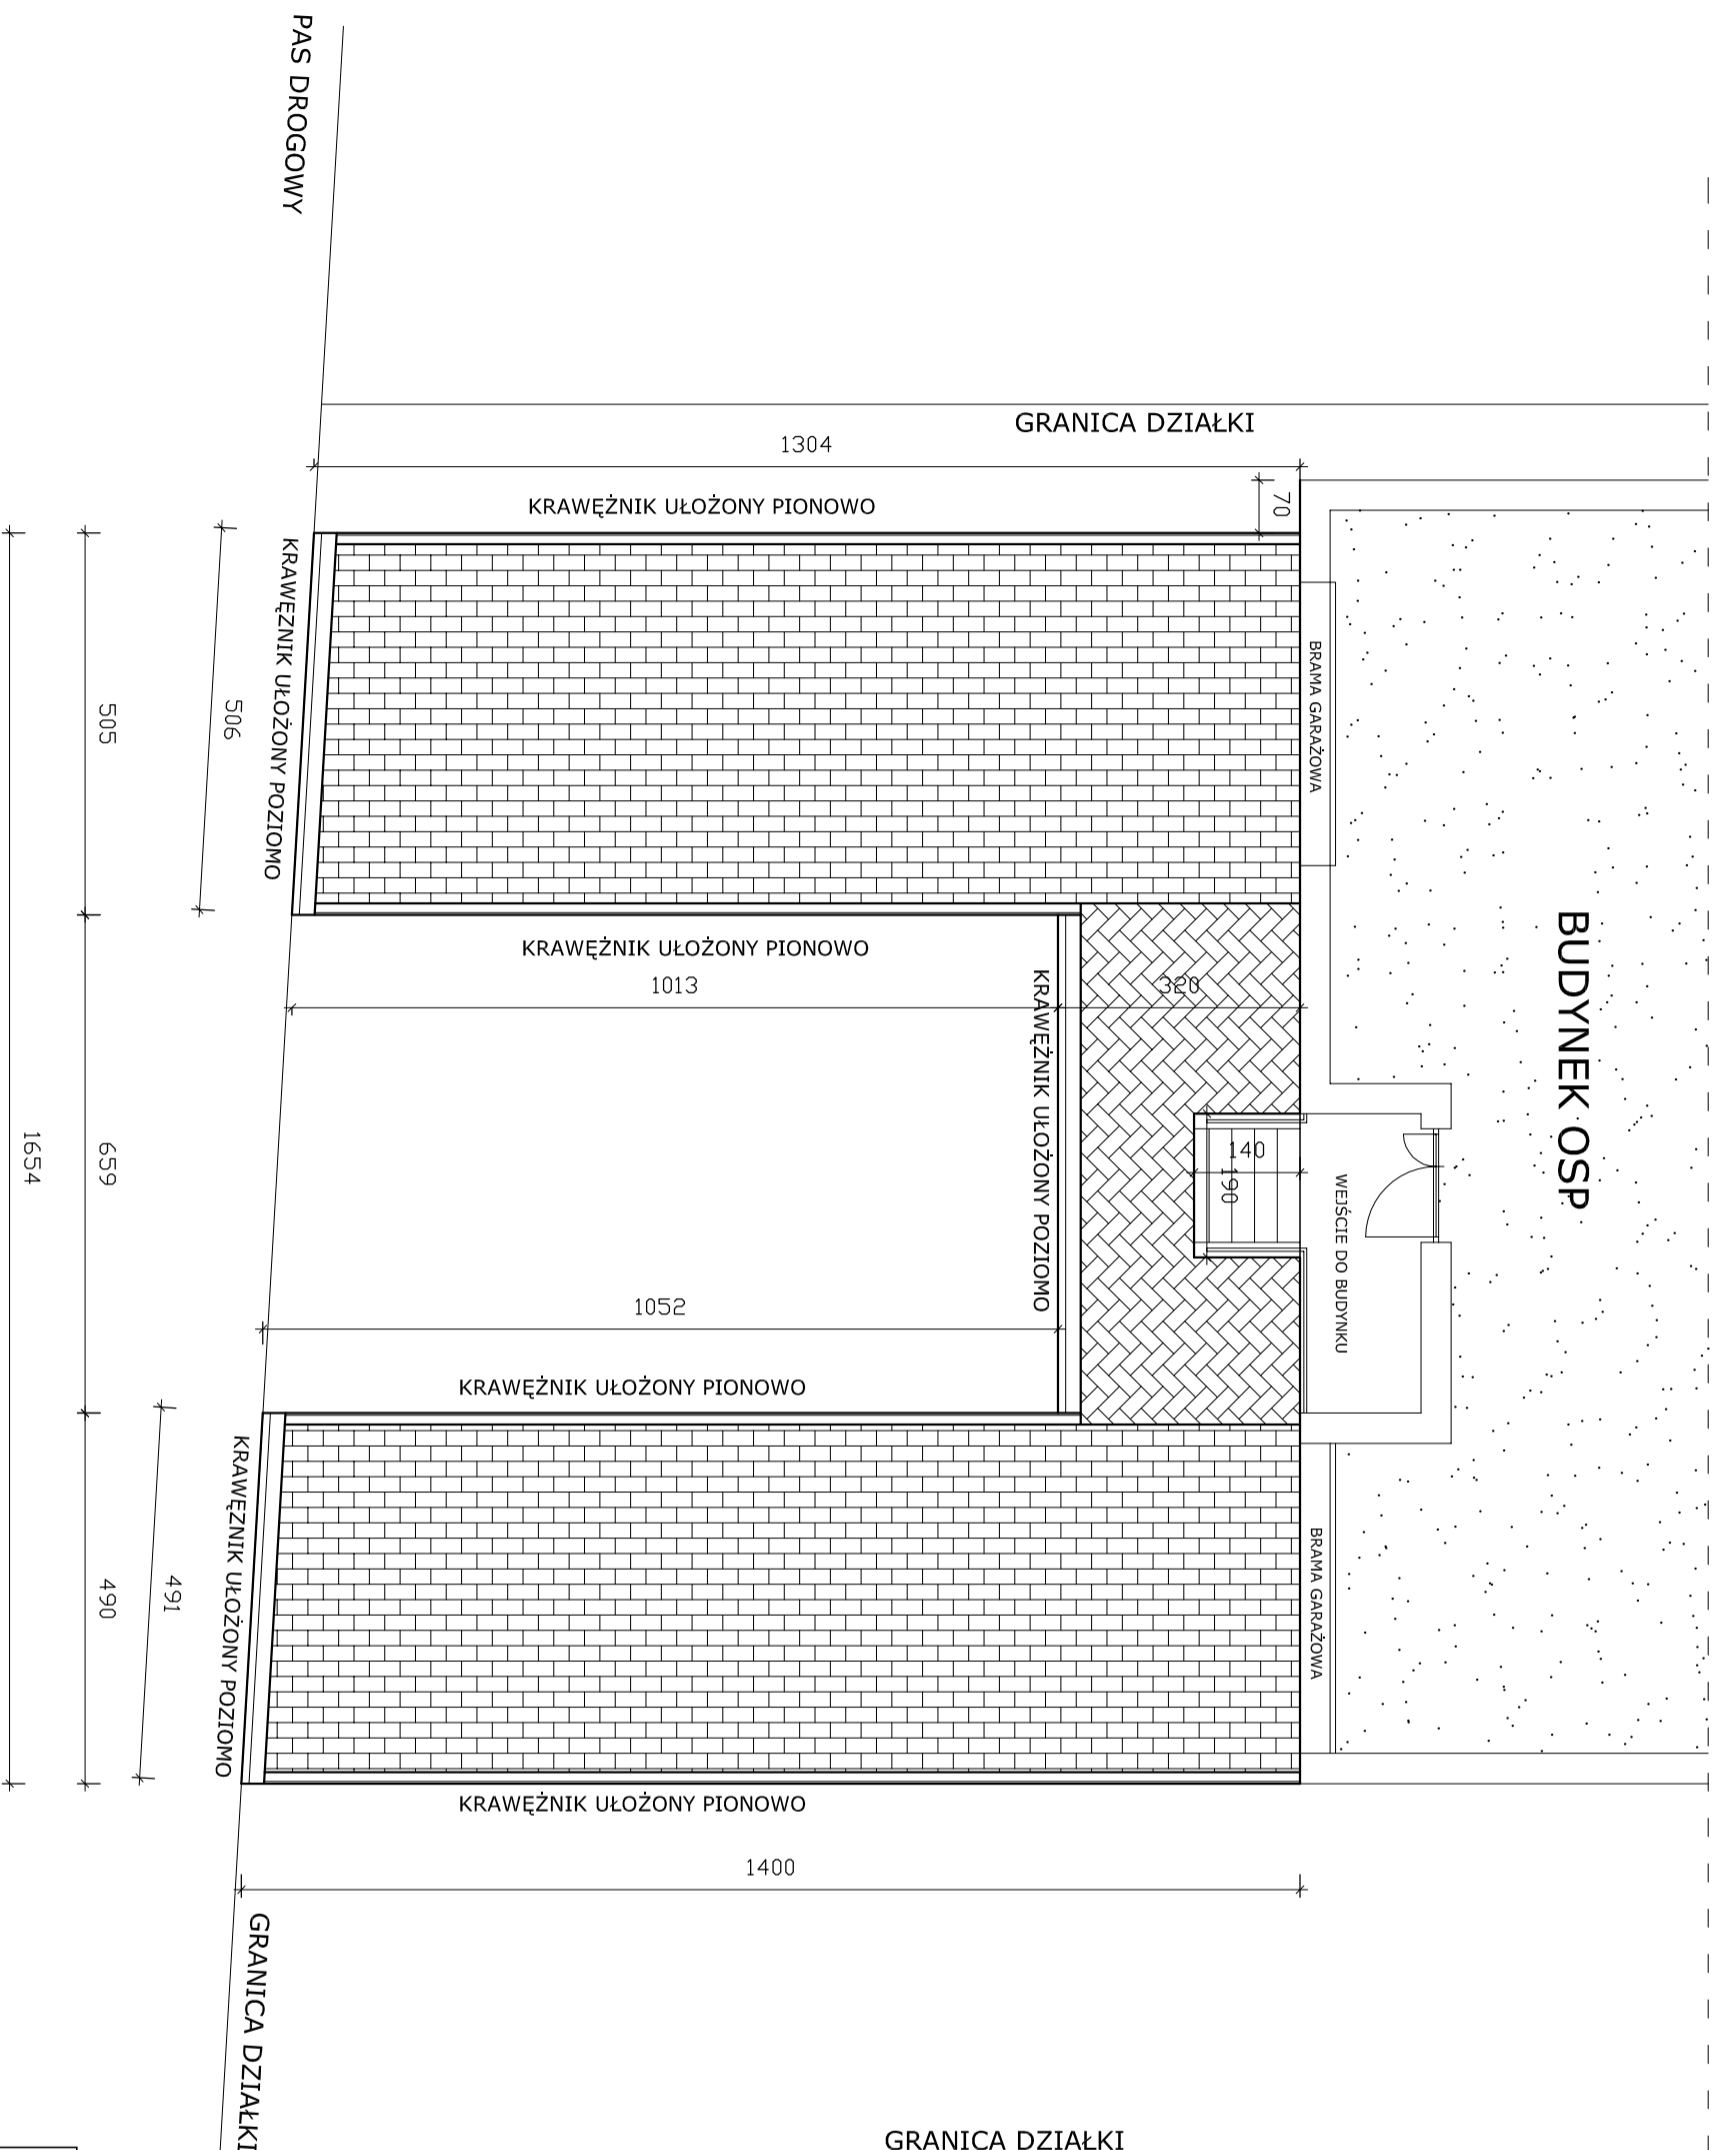 PAS DROGOWY
GRANICA DZIAŁKI
1304
70
KRAWĘŻNIK UŁOŻONY PIONOWO
KRAWĘŻNIK UŁOŻONY POZIOMO
506
505
BRAMA GARAŻOWA
BUDYNEK OSP
KRAWĘŻNIK UŁOŻONY PIONOWO
1013
320
KRAWĘŻNIK UŁOŻONY POZIOMO
140
190
WEJŚCIE DO BUDYNKU
659
1654
1052
KRAWĘŻNIK UŁOŻONY PIONOWO
KRAWĘŻNIK UŁOŻONY POZIOMO
491
490
BRAMA GARAŻOWA
KRAWĘŻNIK UŁOŻONY PIONOWO
1400
GRANICA DZIAŁKI
GRANICA DZIAŁKI